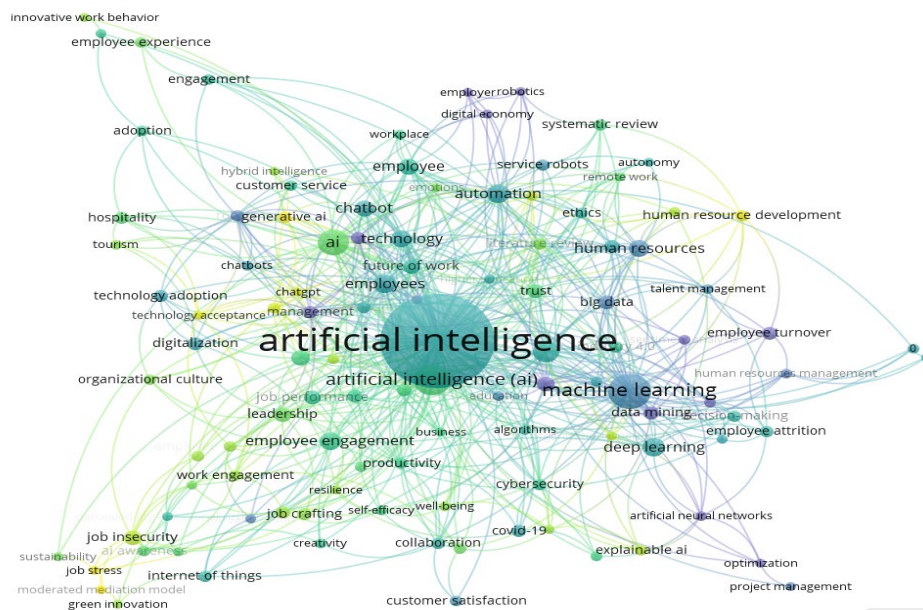 innovative work behavior
employee experience
engagement
employer
robotics
digital economy
systematic review
adoption
workplace
employee
service robots
autonomy
hybrid intelligence
remote work
customer service
emotions
automation
chatbot
generative ai
ethics
human resource development
hospitality
tourism
ai
technology
literature review
human resources
chatbots
future of work
employees
trust
talent management
technology adoption
chatgpt
big data
technology acceptance
management
artificial intelligence
employee turnover
digitalization
organizational culture
artificial intelligence (ai)
human resources management
job performance
education
machine learning
leadership
data mining
decision-making
employee engagement
business
algorithms
employee attrition
deep learning
productivity
work engagement
cybersecurity
resilience
job crafting
self-efficacy
well-being
artificial neural networks
covid-19
job insecurity
creativity
collaboration
ai awareness
explainable ai
sustainability
job stress
internet of things
optimization
moderated mediation model
project management
green innovation
customer satisfaction